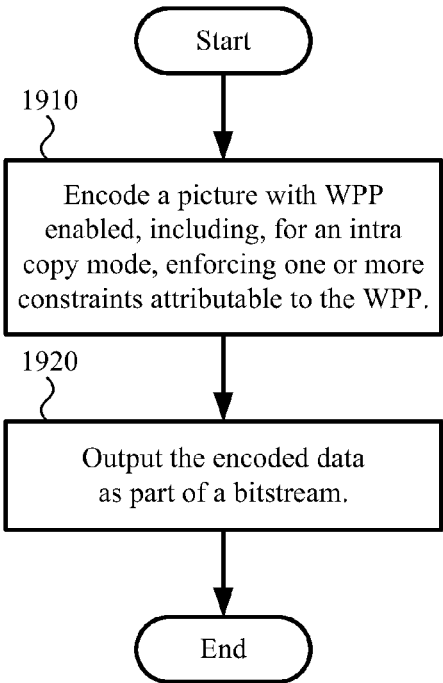 Start
1910
Encode a picture with WPP
enabled, including, for an intra
copy mode, enforcing one or more
constraints attributable to the WPP.
1920
Output the encoded data
as part of a bitstream.
End